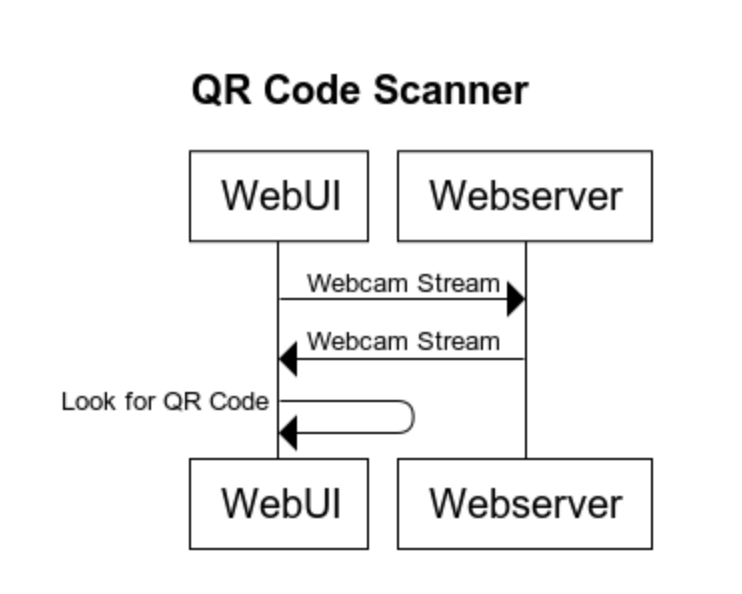 QR Code Scanner
WebUI
Webserver
Webcam Stream
Webcam Stream
Look for QR Code
WebUI
Webserver